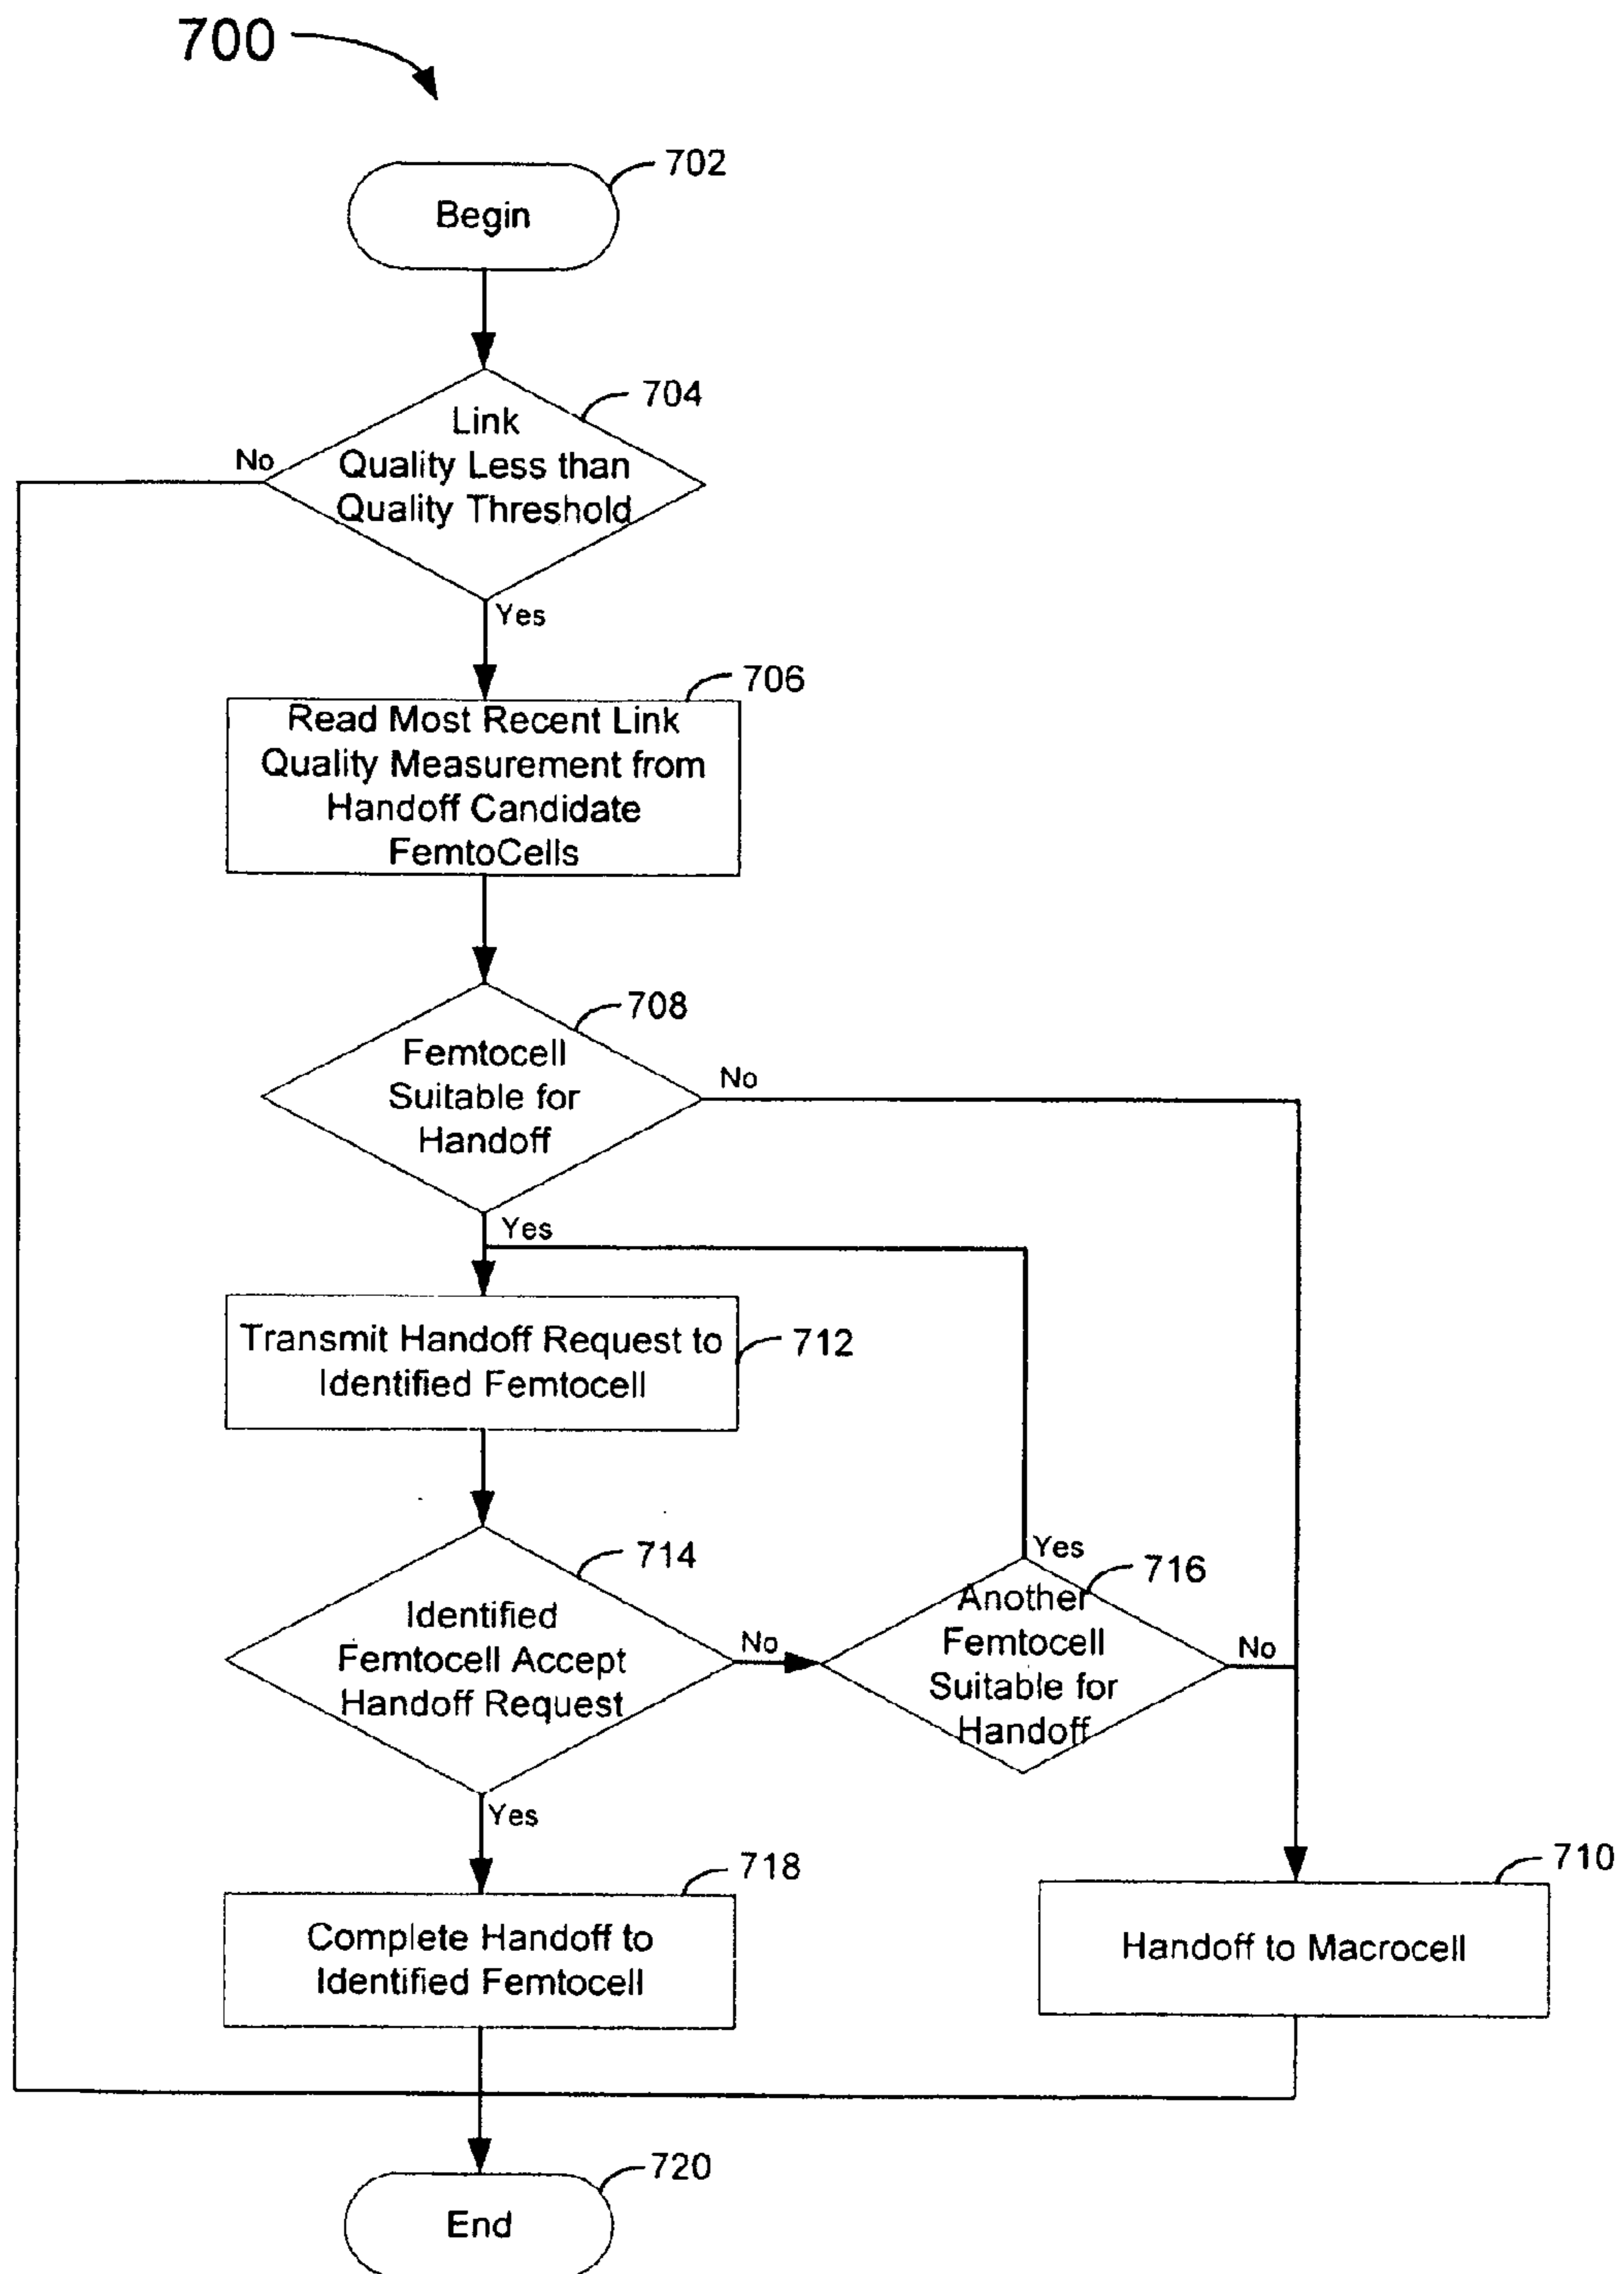 700
702
Begin
704
Link
Quality Less than
Quality Threshold
No
Yes
706
Read Most Recent Link
Quality Measurement from
Handoff Candidate
FemtoCells
708
Femtocell
Suitable for
Handoff
No
Yes
Transmit Handoff Request to
Identified Femtocell
712
714
Identified
Femtocell Accept
Handoff Request
No
Yes
716
Another
Femtocell
Suitable for
Handoff
Yes
No
718
Complete Handoff to
Identified Femtocell
710
Handoff to Macrocell
720
End